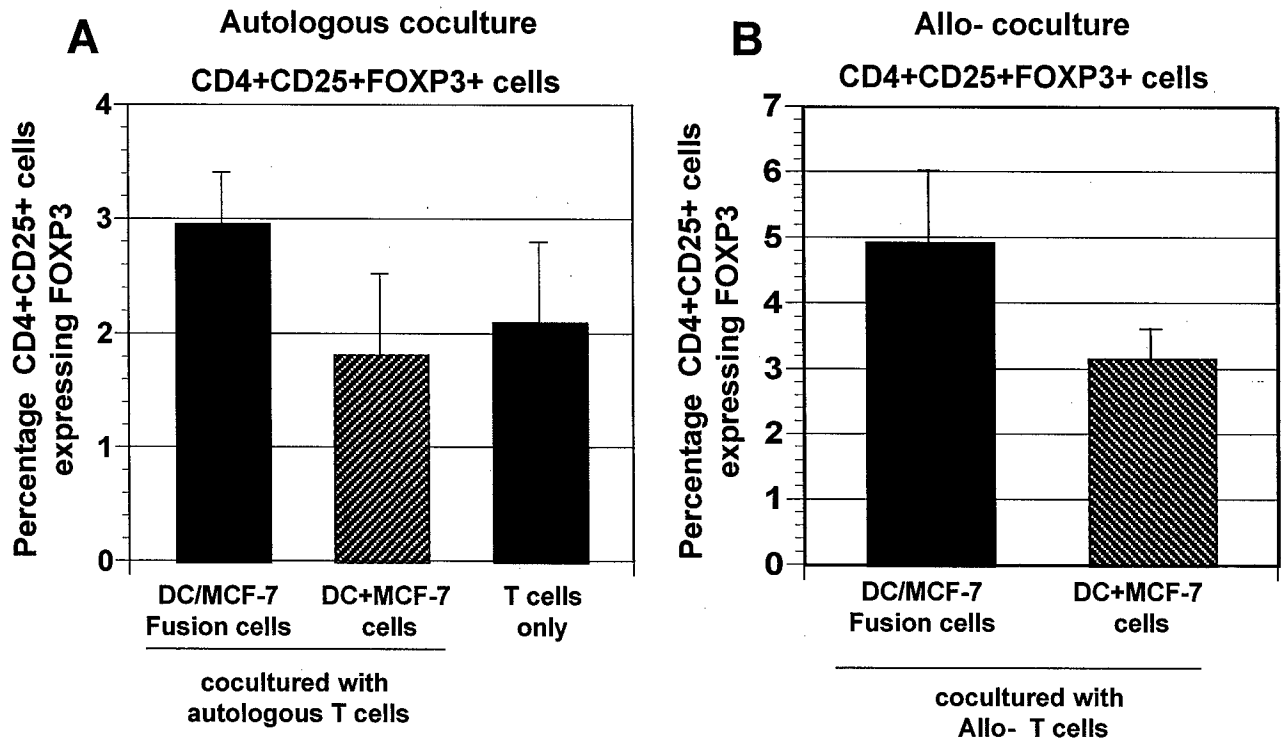 A
Autologous coculture
CD4+CD25+FOXP3+ cells
Percentage CD4+CD25+ cells
expressing FOXP3
4
3
2
1
0
DC/MCF-7
Fusion cells
DC+MCF-7
cells
T cells
only
cocultured with
autologous T cells
B
Allo- coculture
CD4+CD25+FOXP3+ cells
Percentage CD4+CD25+ cells
expressing FOXP3
7
6
5
4
3
2
1
0
DC/MCF-7
Fusion cells
DC+MCF-7
cells
cocultured with
Allo- T cells